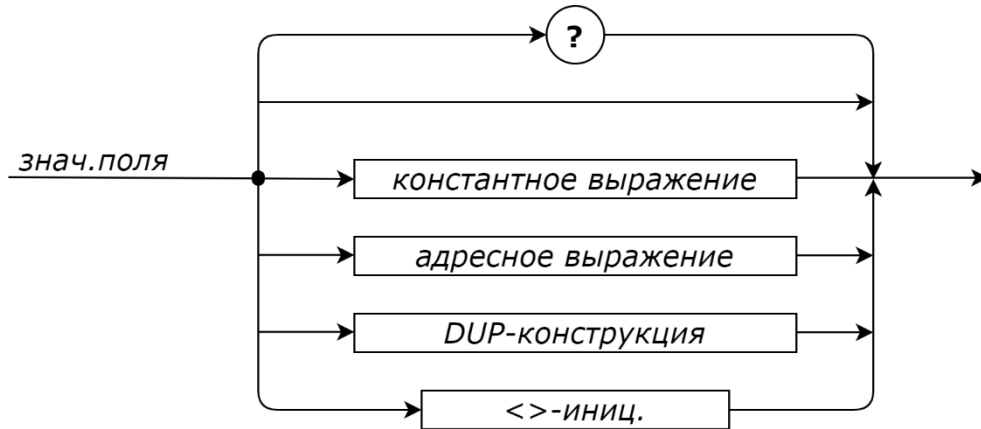 ?
знач.поля
константное выражение
адресное выражение
DUP-конструкция
<>-иниц.